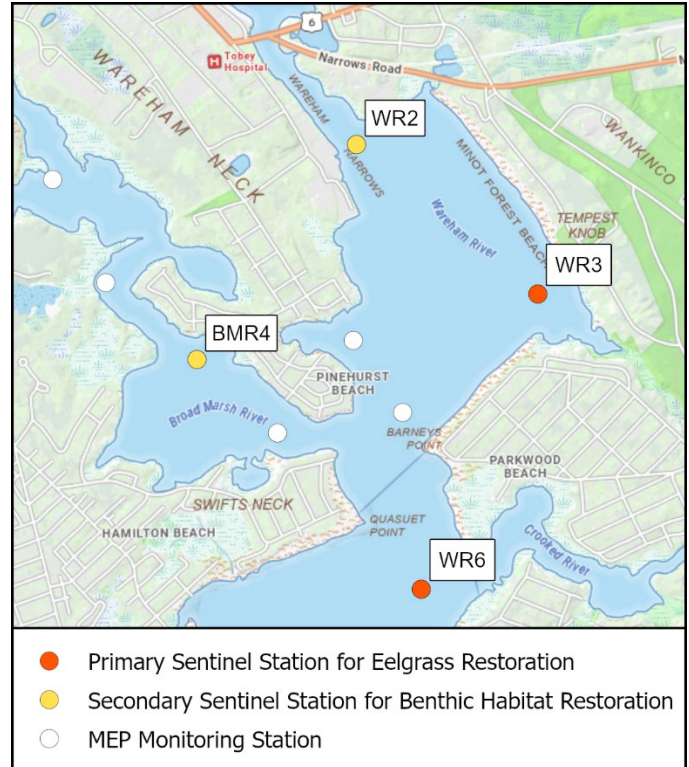 6
Tobey
Hospital
H
Narrows Road
N
WAREHAM NECK
WAREHAM NARROWS
WR2
WANKINCO
MINOT FOREST BEACH
Wareham River
TEMPEST
KNOB
WR3
BMR4
PINEHURST
BEACH
Broad Marsh River
BARNEYS
POINT
PARKWOOD
BEACH
SWIFTS NECK
QUASUET
POINT
HAMILTON BEACH
Crooked River
WR6
Primary Sentinel Station for Eelgrass Restoration
Secondary Sentinel Station for Benthic Habitat Restoration
MEP Monitoring Station